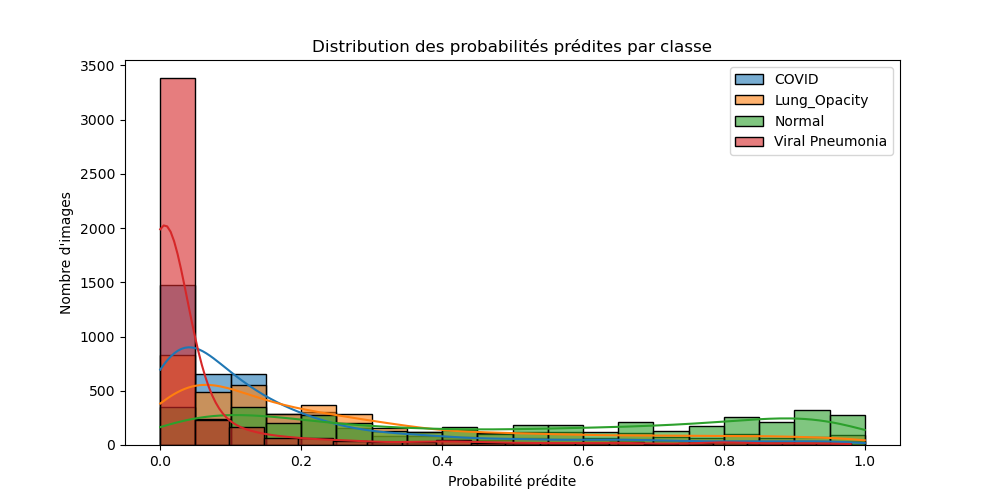 Distribution des probabilités prédites par classe
COVID
Lung_Opacity
Normal
Viral Pneumonia
Nombre d'images
3500
3000
2500
2000
1500
1000
500
0
0.0
0.2
0.4
0.6
0.8
1.0
Probabilité prédite